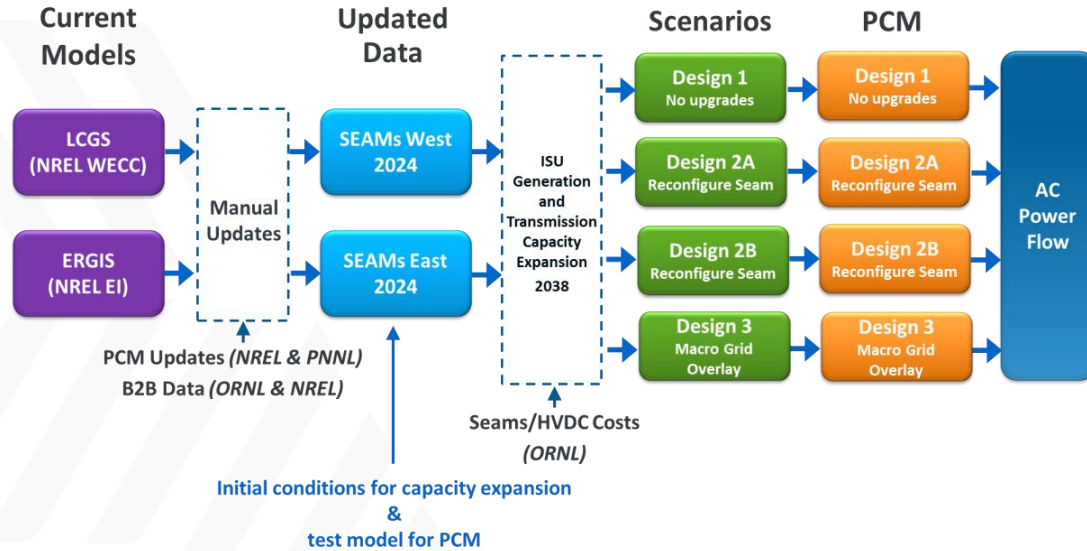 Current
Models
Updated
Data
Scenarios
PCM
LCGS
(NREL WECC)
ERGIS
(NREL EI)
Manual
Updates
SEAMs West
2024
SEAMs East
2024
ISU
Generation
and
Transmission
Capacity
Expansion
2038
Design 1
No upgrades
Design 2A
Reconfigure Seam
Design 2B
Reconfigure Seam
Design 3
Macro Grid
Overlay
Design 1
No upgrades
Design 2A
Reconfigure Seam
Design 2B
Reconfigure Seam
Design 3
Macro Grid
Overlay
AC
Power
Flow
PCM Updates (NREL & PNNL)
B2B Data (ORNL & NREL)
Seams/HVDC Costs
(ORNL)
Initial conditions for capacity expansion
&
test model for PCM